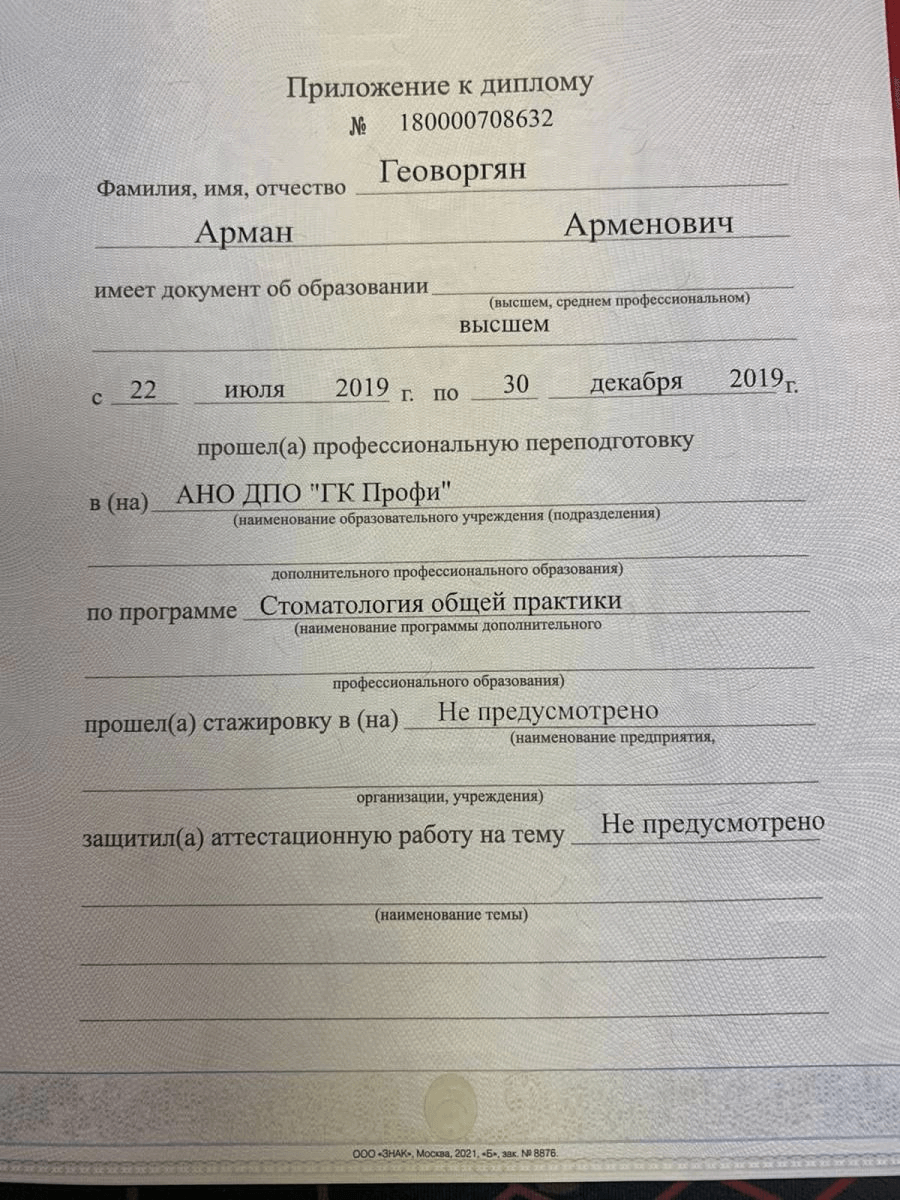 Приложение к диплому
№ 180000708632
Фамилия, имя, отчество Геоворгян
Арман Арменович
имеет документ об образовании
(высшем, среднем профессиональном)
высшем
с 22 июля 2019 г. по 30 декабря 2019 г.
прошел(а) профессиональную переподготовку
в (на) АНО ДПО "ГК Профи"
(наименование образовательного учреждения (подразделения)
дополнительного профессионального образования)
по программе Стоматология общей практики
(наименование программы дополнительного
профессионального образования)
прошел(а) стажировку в (на) Не предусмотрено
(наименование предприятия,
организации, учреждения)
защитил(а) аттестационную работу на тему Не предусмотрено
(наименование темы)
ООО «ЗНАК», Москва, 2021, «Б», зак. № 8876.